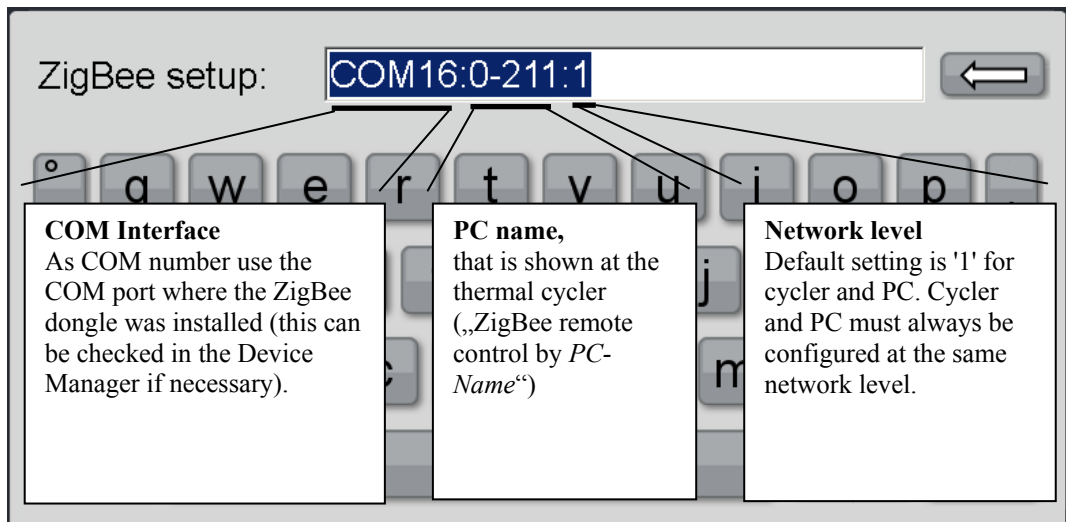 ZigBee setup: COM16:0-211:1
° q w e r t y u i o p
j
c m
COM Interface
As COM number use the
COM port where the ZigBee
dongle was installed (this can
be checked in the Device
Manager if necessary).
PC name,
that is shown at the
thermal cycler
(„ZigBee remote
control by PC-
Name“)
Network level
Default setting is '1' for
cycler and PC. Cycler
and PC must always be
configured at the same
network level.